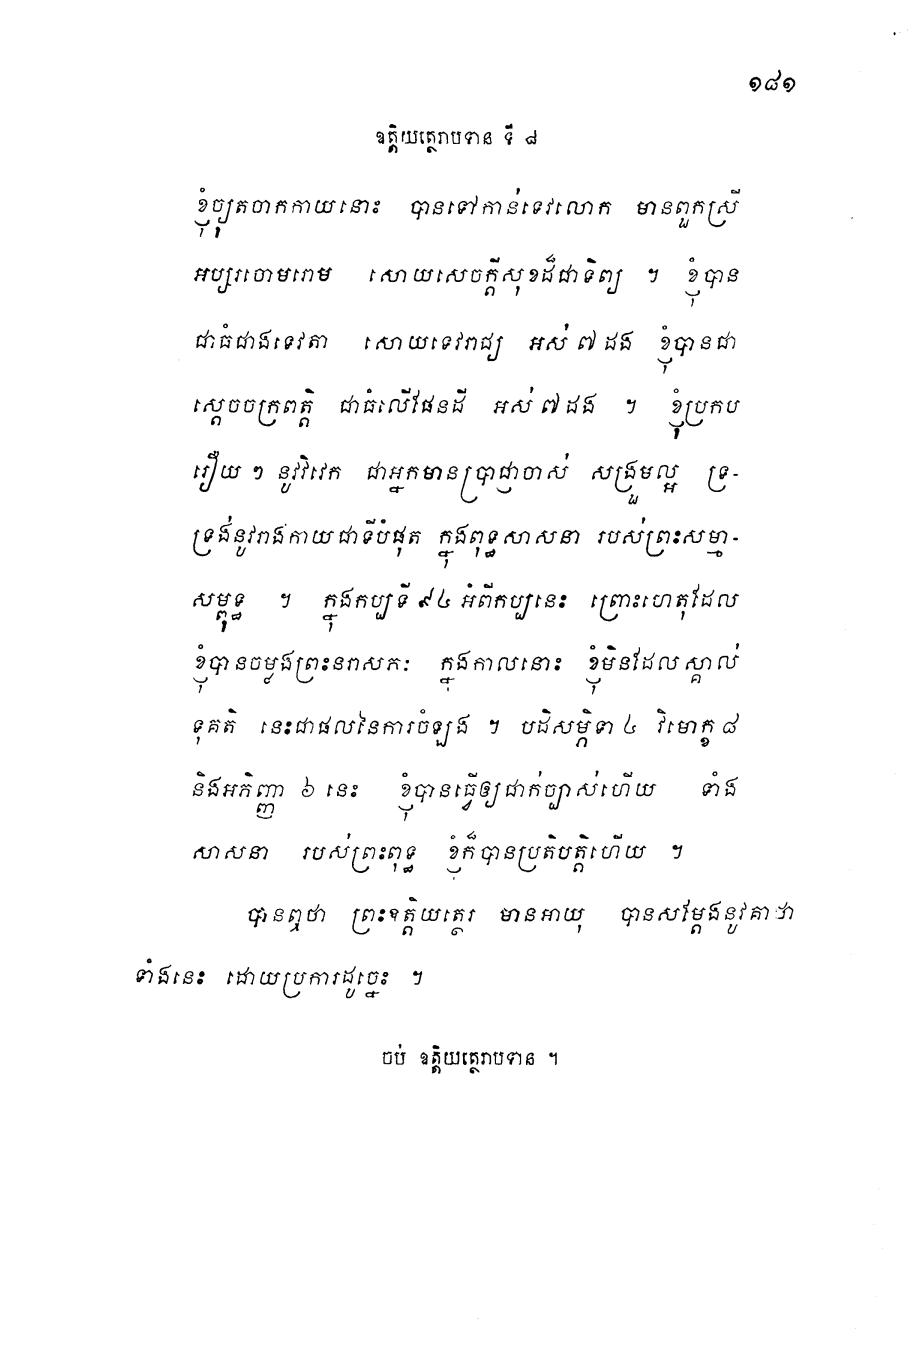 ១៨១
ឧត្តិយត្ថេរាបទាន ទី ៨
ខ្ញុំច្យុតចាកកាយនោះ បានទៅកាន់ទេវលោក មានពួកស្រី
អប្សរចោមរោម សោយសេចក្តីសុខដ៏ជាទិព្យ ។ ខ្ញុំបាន
ជាធំជាងទេវតា សោយទេវរាជ្យ អស់ ៧ ដង ខ្ញុំបានជា
ស្តេចចក្រពត្តិ ជាធំលើផែនដី អស់ ៧ ដង ។ ខ្ញុំប្រកប
រឿយ ៗ នូវវិវេក ជាអ្នកមានប្រាជ្ញាចាស់ សង្រួមល្អ ទ្រ-
ទ្រង់នូវរាង់កាយជាទីបំផុត ក្នុងពុទ្ធសាសនា របស់ព្រះសម្មា-
សម្ពុទ្ធ ។ ក្នុងកប្បទី ៩៤ អំពីកប្បនេះ ព្រោះហេតុដែល
ខ្ញុំបានចម្លងព្រះនរាសភៈ ក្នុងកាលនោះ ខ្ញុំមិនដែលស្គាល់
ទុគតិ នេះជាផលនៃការចំឡង ។ បដិសម្ភិទា ៤ វិមោក្ខ ៨
និងអភិញ្ញា ៦ នេះ ខ្ញុំបានធ្វើឲ្យជាក់ច្បាស់ហើយ ទាំង
សាសនា របស់ព្រះពុទ្ធ ខ្ញុំក៏បានប្រតិបត្តិហើយ ។
បានឮថា ព្រះឧត្តិយត្ថេរ មានអាយុ បានសម្តែងនូវគាថា
ទាំងនេះ ដោយប្រការដូច្នេះ ។
ចប់ ឧត្តិយត្ថេរាបទាន ។